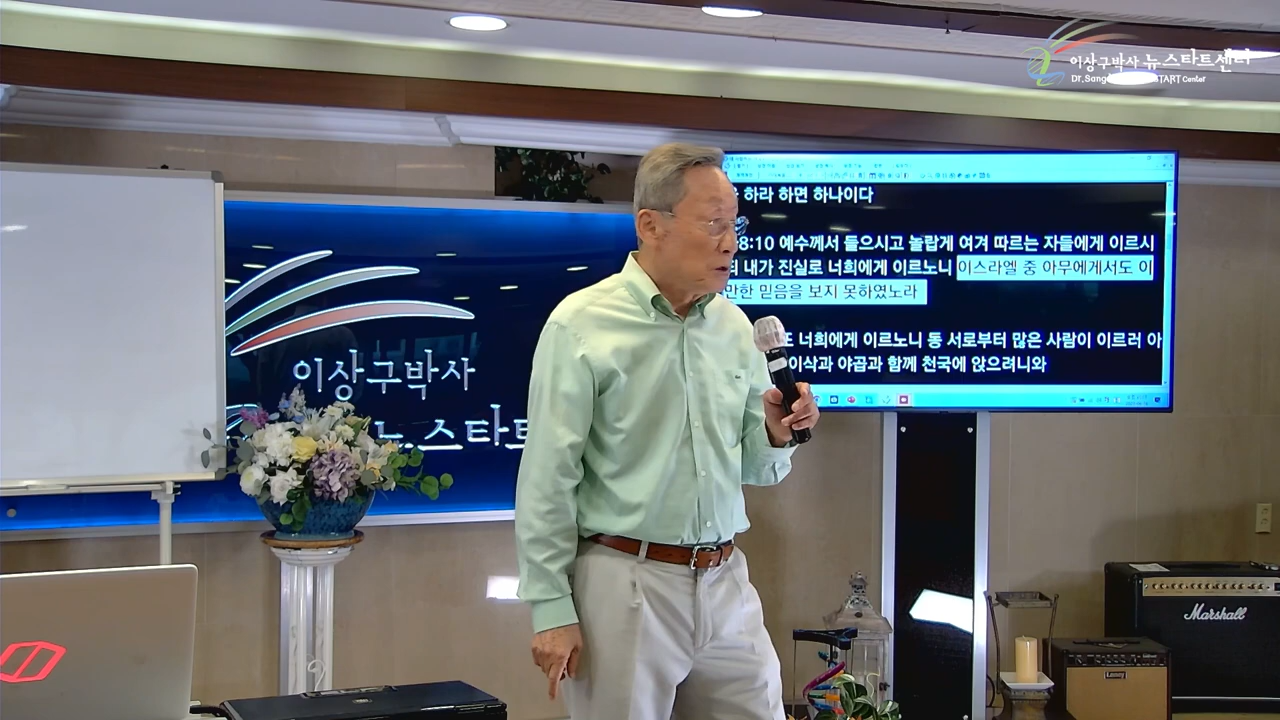 이상구박사 뉴스타트센터
Dr. Sang START Center
하라 하면 하나이다
8:10 예수께서 들으시고 놀랍게 여겨 따르는 자들에게 이르시
내가 진실로 너희에게 이르노니 이스라엘 중 아무에게서도 이
만한 믿음을 보지 못하였노라
또 너희에게 이르노니 동 서로부터 많은 사람이 이르러 아
이삭과 야곱과 함께 천국에 앉으려니와
이상구박사
뉴스타트
Marshall
Laney